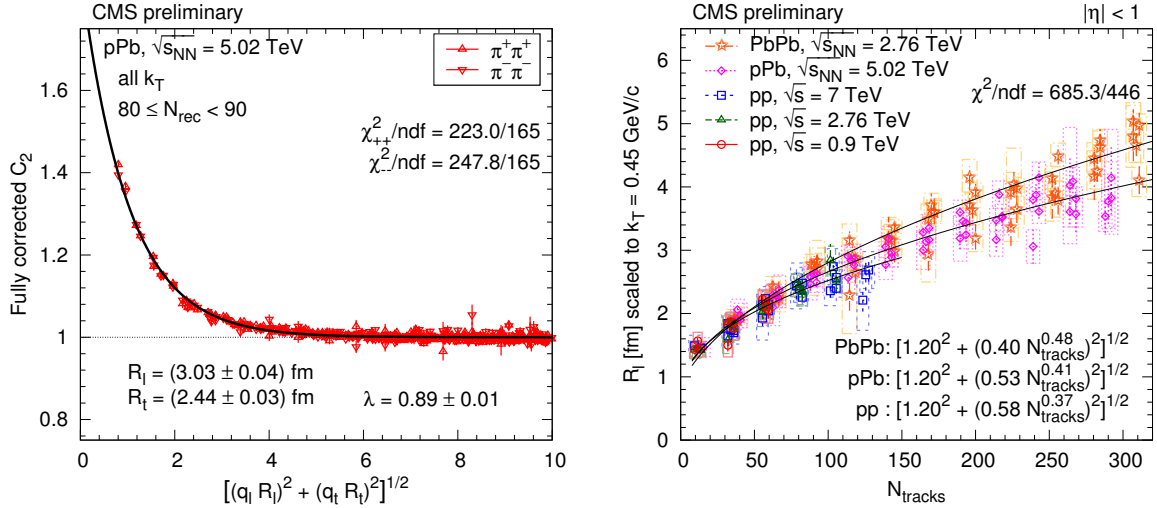 CMS preliminary
pPb, √s_NN = 5.02 TeV
all k_T
80 ≤ N_rec < 90
π⁺π⁺
π⁻π⁻
χ²_++/ndf = 223.0/165
χ²_--/ndf = 247.8/165
R_l = (3.03 ± 0.04) fm
R_t = (2.44 ± 0.03) fm
λ = 0.89 ± 0.01
Fully corrected C_2
1.6
1.4
1.2
1
0.8
0 2 4 6 8 10
[(q_l R_l)² + (q_t R_t)²]^1/2
CMS preliminary |η| < 1
PbPb, √s_NN = 2.76 TeV
pPb, √s_NN = 5.02 TeV
pp, √s = 7 TeV
pp, √s = 2.76 TeV
pp, √s = 0.9 TeV
χ²/ndf = 685.3/446
PbPb: [1.20² + (0.40 N_tracks^0.48)²]^1/2
pPb: [1.20² + (0.53 N_tracks^0.41)²]^1/2
pp : [1.20² + (0.58 N_tracks^0.37)²]^1/2
R_l [fm] scaled to k_T = 0.45 GeV/c
6
5
4
3
2
1
0
0 50 100 150 200 250 300
N_tracks